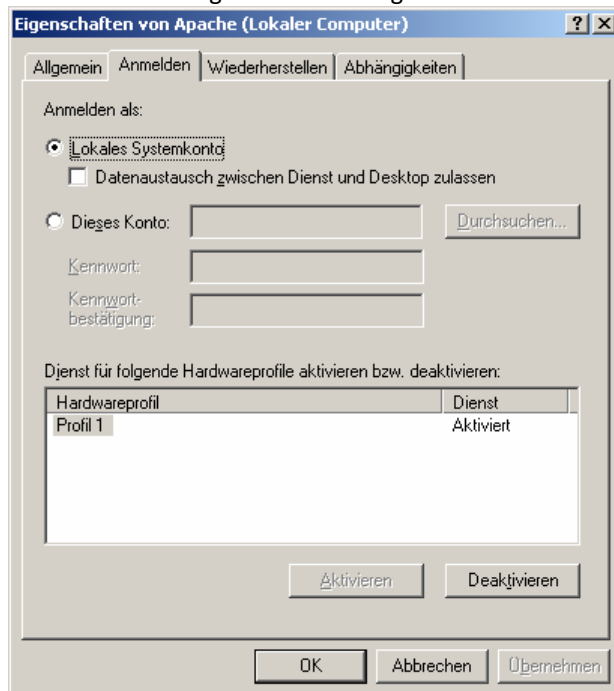 Eigenschaften von Apache (Lokaler Computer)
Allgemein Anmelden Wiederherstellen Abhängigkeiten
Anmelden als:
Lokales Systemkonto
Datenaustausch zwischen Dienst und Desktop zulassen
Dieses Konto: Durchsuchen...
Kennwort:
Kennwort-
bestätigung:
Dienst für folgende Hardwareprofile aktivieren bzw. deaktivieren:
Hardwareprofil Dienst
Profil 1 Aktiviert
Aktivieren Deaktivieren
OK Abbrechen Übernehmen